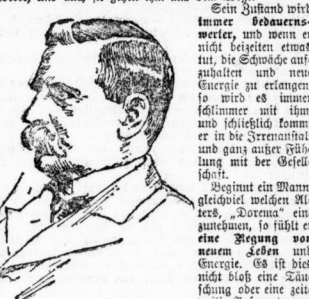 Sein Zustand wird
immer bedauerns-
werter, und wenn er
nicht beizeiten etwas
tut, die Schwäche auf-
zuhalten und neue
Energie zu erlangen,
so wird es immer
schlimmer mit ihm
und schließlich kommt
er in die Irrenanstalt
und ganz außer Füh-
lung mit der Gesell-
schaft.
Beginnt ein Mann,
gleichviel welchen Al-
ters, „Dorema“ ein-
zunehmen, so fühlt er
eine Regung von
neuem Leben und
Energie. Es ist dies
nicht bloß eine Täu-
schung oder eine zeit-